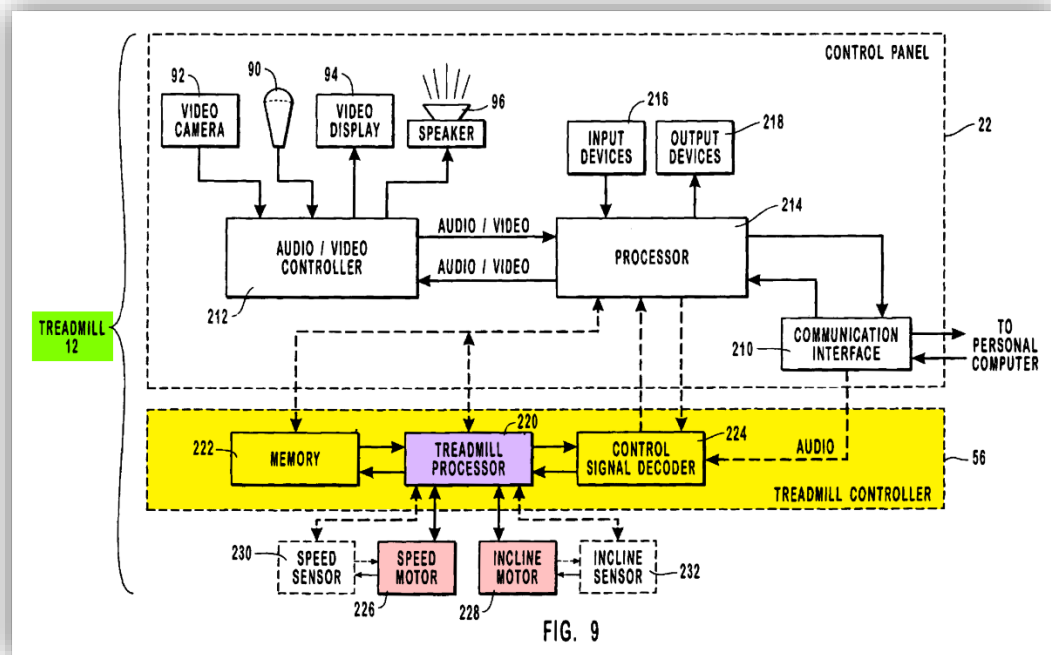 CONTROL PANEL
92
90
94
96
216
218
22
VIDEO
CAMERA
VIDEO
DISPLAY
SPEAKER
INPUT
DEVICES
OUTPUT
DEVICES
214
AUDIO / VIDEO
CONTROLLER
AUDIO / VIDEO
AUDIO / VIDEO
PROCESSOR
212
TREADMILL
12
210
COMMUNICATION
INTERFACE
TO
PERSONAL
COMPUTER
220
222
MEMORY
TREADMILL
PROCESSOR
CONTROL
SIGNAL DECODER
224
AUDIO
56
TREADMILL CONTROLLER
230
SPEED
SENSOR
SPEED
MOTOR
226
INCLINE
MOTOR
228
INCLINE
SENSOR
232
FIG. 9